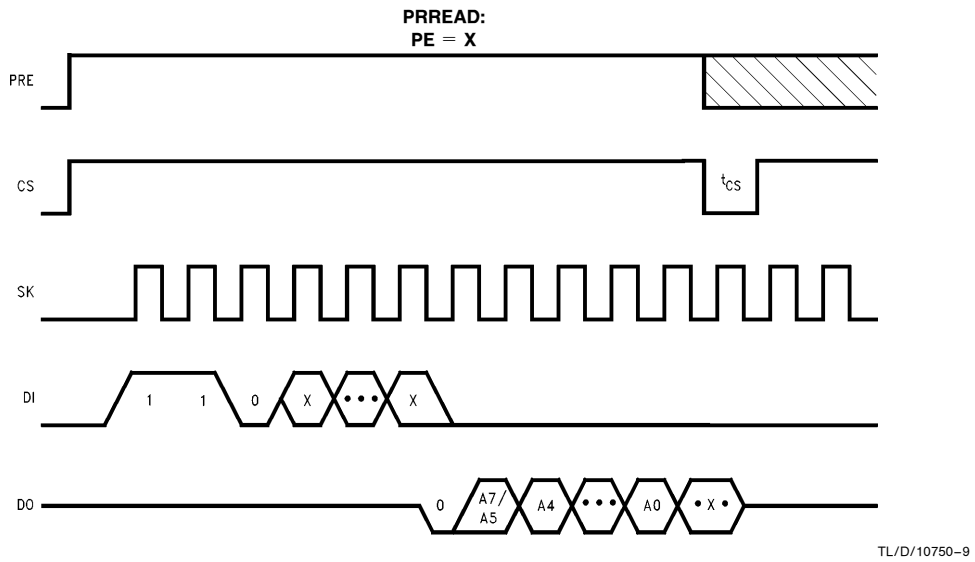 PRREAD:
PE = X
PRE
CS
tCS
SK
DI
1 1 0 X ••• X
DO
0 A7/A5 A4 ••• A0 •X•
TL/D/10750–9